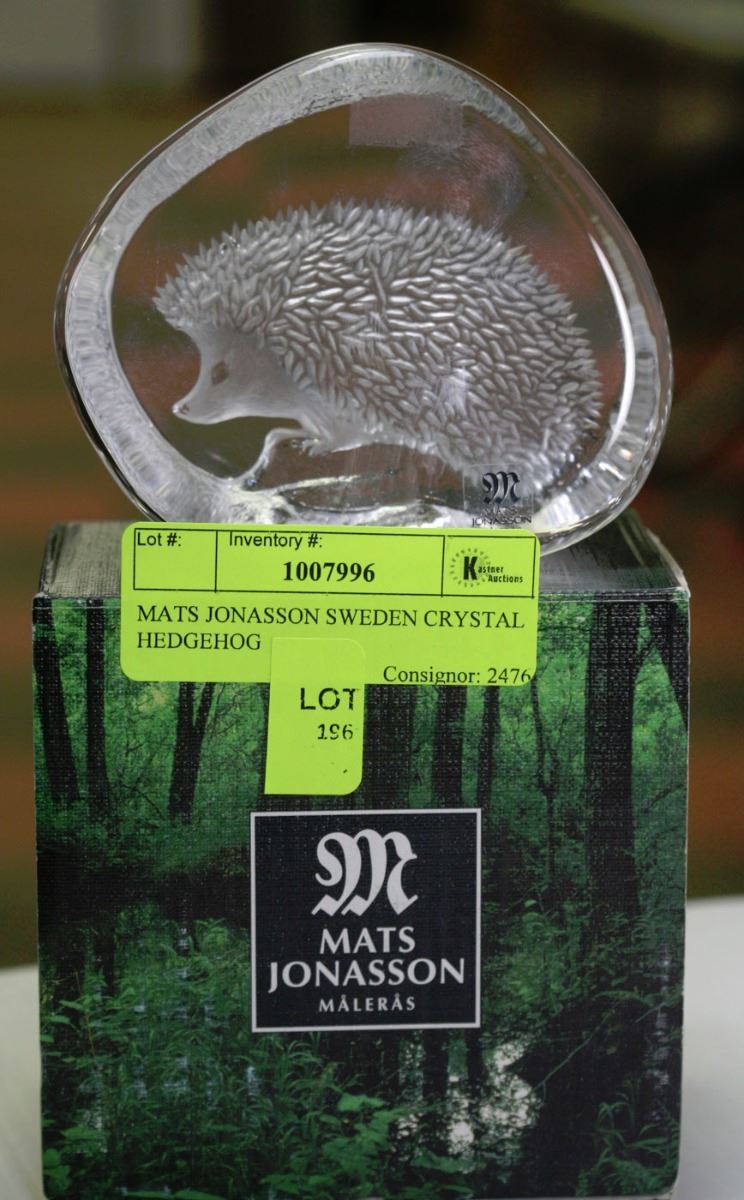 M
MATS
JONASSON
Lot #:
Inventory #:
1007996
Kastner
Auctions
MATS JONASSON SWEDEN CRYSTAL
HEDGEHOG
Consignor: 2476
LOT
196
M
MATS
JONASSON
MÅLERÅS